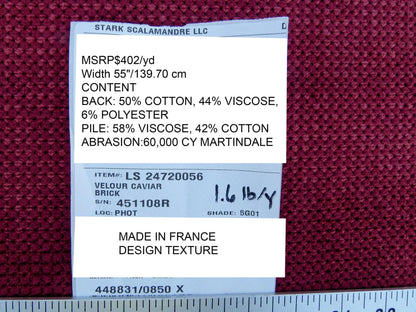 STARK SCALAMANDRE LLC
MSRP$402/yd
Width 55"/139.70 cm
CONTENT
BACK: 50% COTTON, 44% VISCOSE,
6% POLYESTER
PILE: 58% VISCOSE, 42% COTTON
ABRASION:60,000 CY MARTINDALE
ITEM#: LS 24720056
VELOUR CAVIAR
BRICK
S/N: 451108R
LOC: PHOT SHADE: 5G01
1.6 lb/y
MADE IN FRANCE
DESIGN TEXTURE
448831/0850 X